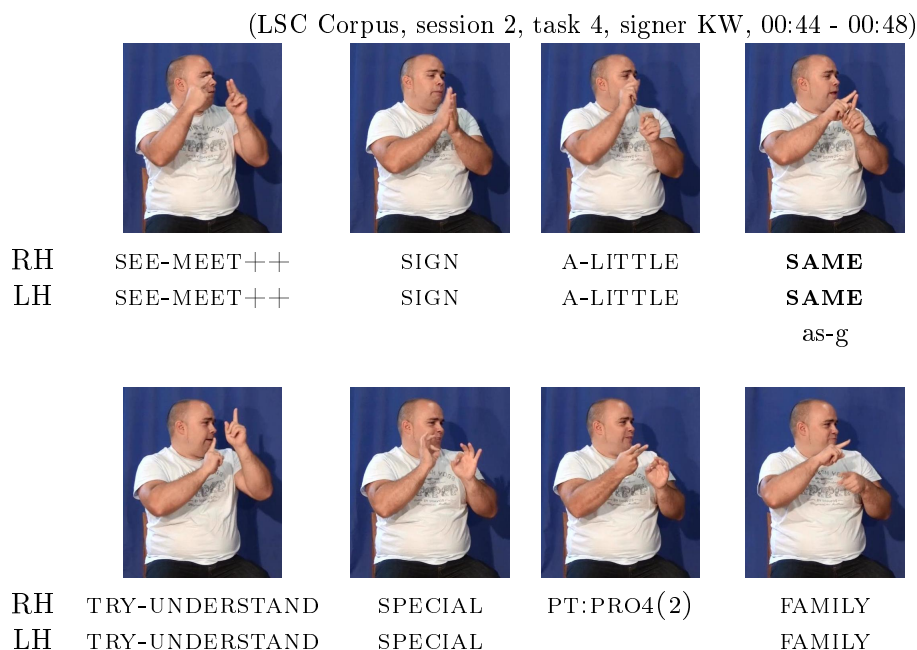 (LSC Corpus, session 2, task 4, signer KW, 00:44 - 00:48)
RH SEE-MEET++ SIGN A-LITTLE SAME
LH SEE-MEET++ SIGN A-LITTLE SAME
as-g
RH TRY-UNDERSTAND SPECIAL PT:PRO4(2) FAMILY
LH TRY-UNDERSTAND SPECIAL FAMILY